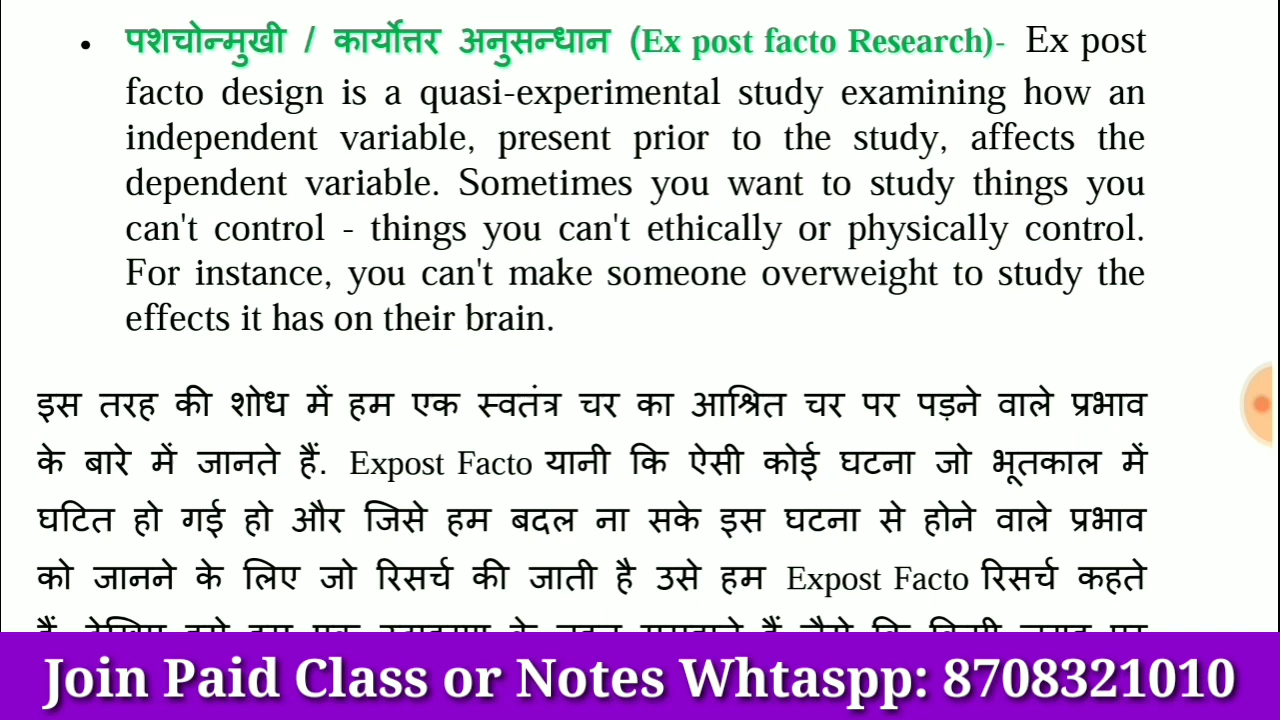 • पशचोन्मुखी / कार्योत्तर अनुसन्धान (Ex post facto Research)- Ex post
facto design is a quasi-experimental study examining how an
independent variable, present prior to the study, affects the
dependent variable. Sometimes you want to study things you
can't control - things you can't ethically or physically control.
For instance, you can't make someone overweight to study the
effects it has on their brain.
इस तरह की शोध में हम एक स्वतंत्र चर का आश्रित चर पर पड़ने वाले प्रभाव
के बारे में जानते हैं. Expost Facto यानी कि ऐसी कोई घटना जो भूतकाल में
घटित हो गई हो और जिसे हम बदल ना सके इस घटना से होने वाले प्रभाव
को जानने के लिए जो रिसर्च की जाती है उसे हम Expost Facto रिसर्च कहते
Join Paid Class or Notes Whtaspp: 8708321010